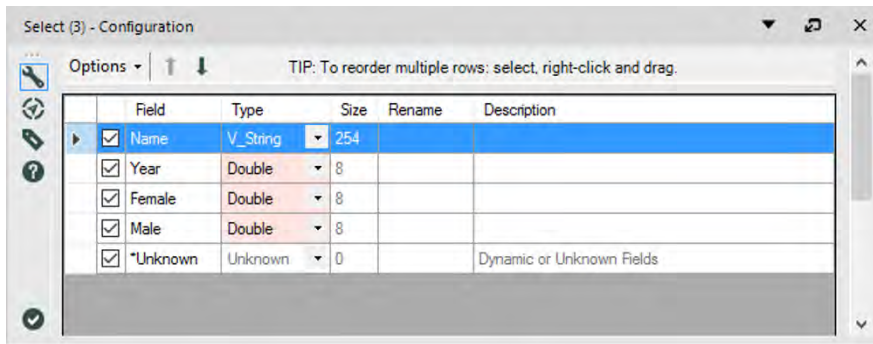 Select (3) - Configuration
Options TIP: To reorder multiple rows: select, right-click and drag.
Field Type Size Rename Description
Name V_String 254
Year Double 8
Female Double 8
Male Double 8
*Unknown Unknown 0 Dynamic or Unknown Fields